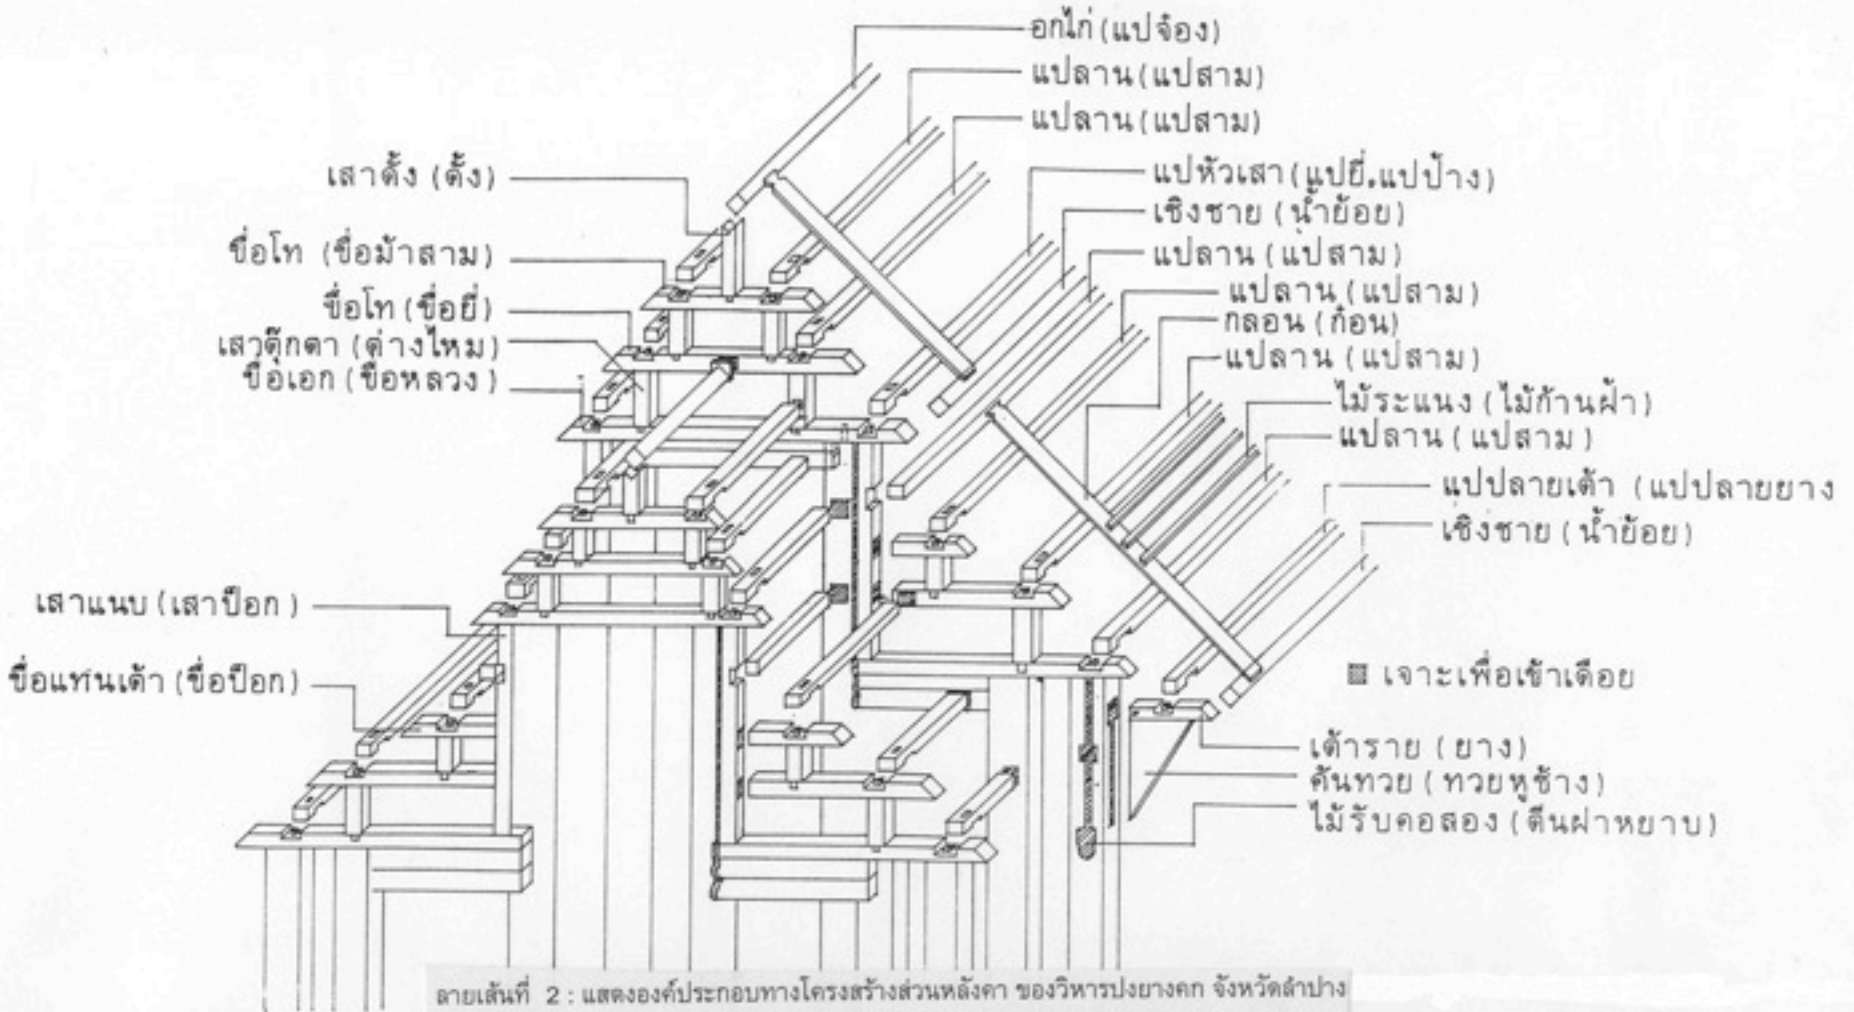 อกไก่ (แปจ๋อง)
แปลาน (แปสาม)
แปลาน (แปสาม)
เสาดั้ง (ดั้ง)
แปหัวเสา (แปยี่,แปป้าง)
เชิงชาย (น้ำย้อย)
ขื่อโท (ขื่อม้าสาม)
แปลาน (แปสาม)
ขื่อโท (ขื่อยี่)
แปลาน (แปสาม)
กลอน (ก๋อน)
เสาตุ๊กตา (ต่างไหม)
แปลาน (แปสาม)
ขื่อเอก (ขื่อหลวง)
ไม้ระแนง (ไม้ก้านฝ้า)
แปลาน (แปสาม)
แปปลายเต้า (แปปลายยาง
เชิงชาย (น้ำย้อย)
เสาแนบ (เสาป๊อก)
ขื่อแท่นเต้า (ขื่อป๊อก)
เจาะเพื่อเข้าเดือย
เต้าราย (ยาง)
คันทวย (ทวยหูช้าง)
ไม้รับคอสอง (ตีนฝาหยาบ)
ลายเส้นที่ 2 : แสดงองค์ประกอบทางโครงสร้างส่วนหลังคา ของวิหารปงยางคก จังหวัดลำปาง